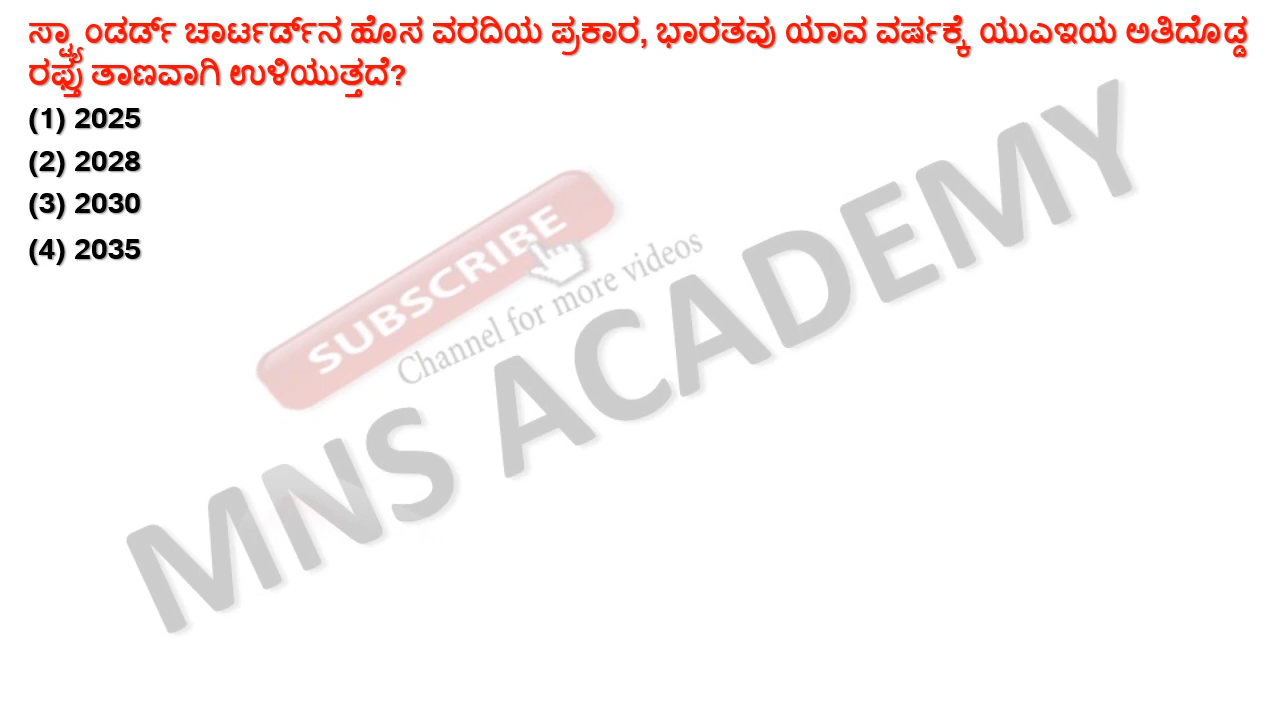 ಸ್ಟ್ಯಾಂಡರ್ಡ್ ಚಾರ್ಟರ್ಡ್‌ನ ಹೊಸ ವರದಿಯ ಪ್ರಕಾರ, ಭಾರತವು ಯಾವ ವರ್ಷಕ್ಕೆ ಯುಎಇಯ ಅತಿದೊಡ್ಡ
ರಫ್ತು ತಾಣವಾಗಿ ಉಳಿಯುತ್ತದೆ?
(1) 2025
(2) 2028
(3) 2030
(4) 2035
SUBSCRIBE
Channel for more videos
MNS ACADEMY